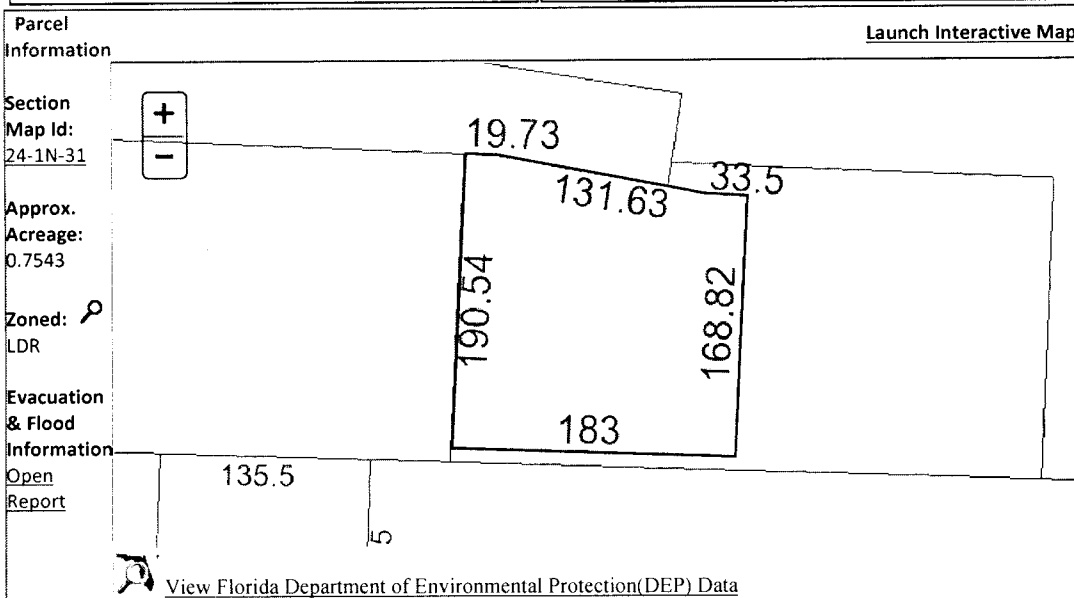 Parcel
Information
Launch Interactive Map
Section
Map Id:
24-1N-31
Approx.
Acreage:
0.7543
Zoned:
LDR
Evacuation
& Flood
Information
Open
Report
+
−
19.73
131.63
33.5
190.54
168.82
183
135.5
5
View Florida Department of Environmental Protection(DEP) Data